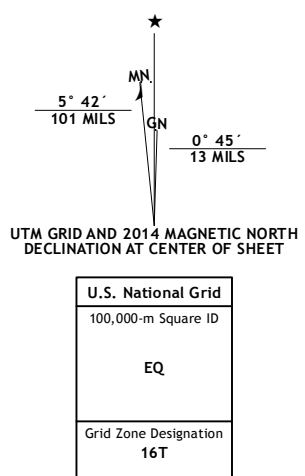 MN.
5° 42´
101 MILS
GN
0° 45´
13 MILS
UTM GRID AND 2014 MAGNETIC NORTH
DECLINATION AT CENTER OF SHEET
U.S. National Grid
100,000-m Square ID
EQ
Grid Zone Designation
16T